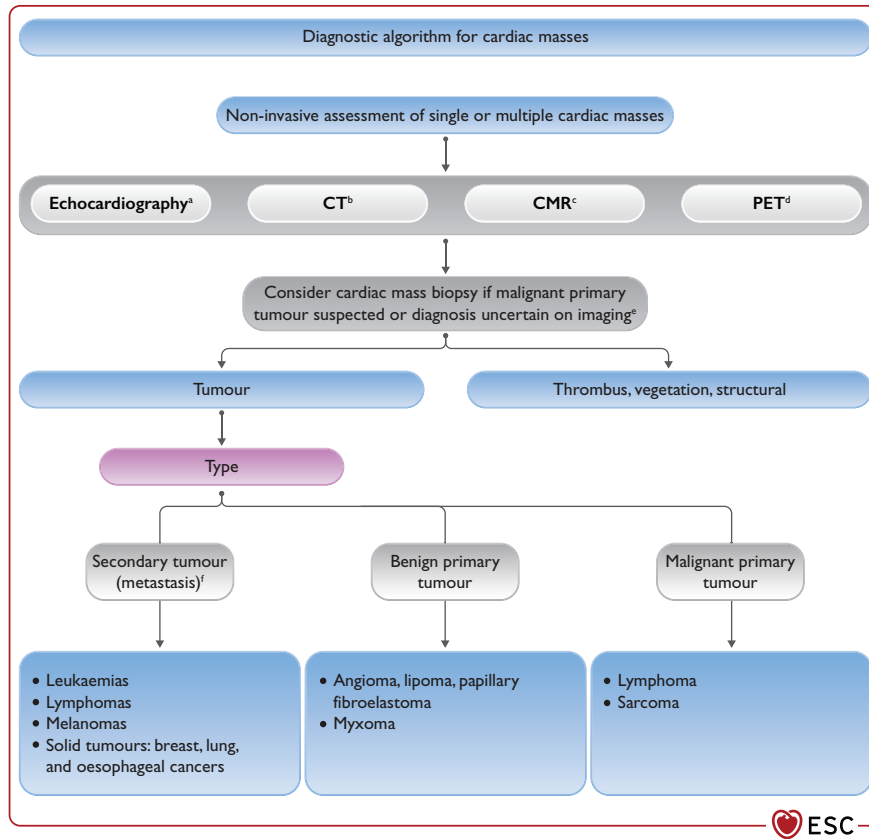 Diagnostic algorithm for cardiac masses
Non-invasive assessment of single or multiple cardiac masses
Echocardiographyᵃ
CTᵇ
CMRᶜ
PETᵈ
Consider cardiac mass biopsy if malignant primary
tumour suspected or diagnosis uncertain on imagingᵉ
Tumour
Thrombus, vegetation, structural
Type
Secondary tumour
(metastasis)ᶠ
Benign primary
tumour
Malignant primary
tumour
• Leukaemias
• Lymphomas
• Melanomas
• Solid tumours: breast, lung,
and oesophageal cancers
• Angioma, lipoma, papillary
fibroelastoma
• Myxoma
• Lymphoma
• Sarcoma
ESC